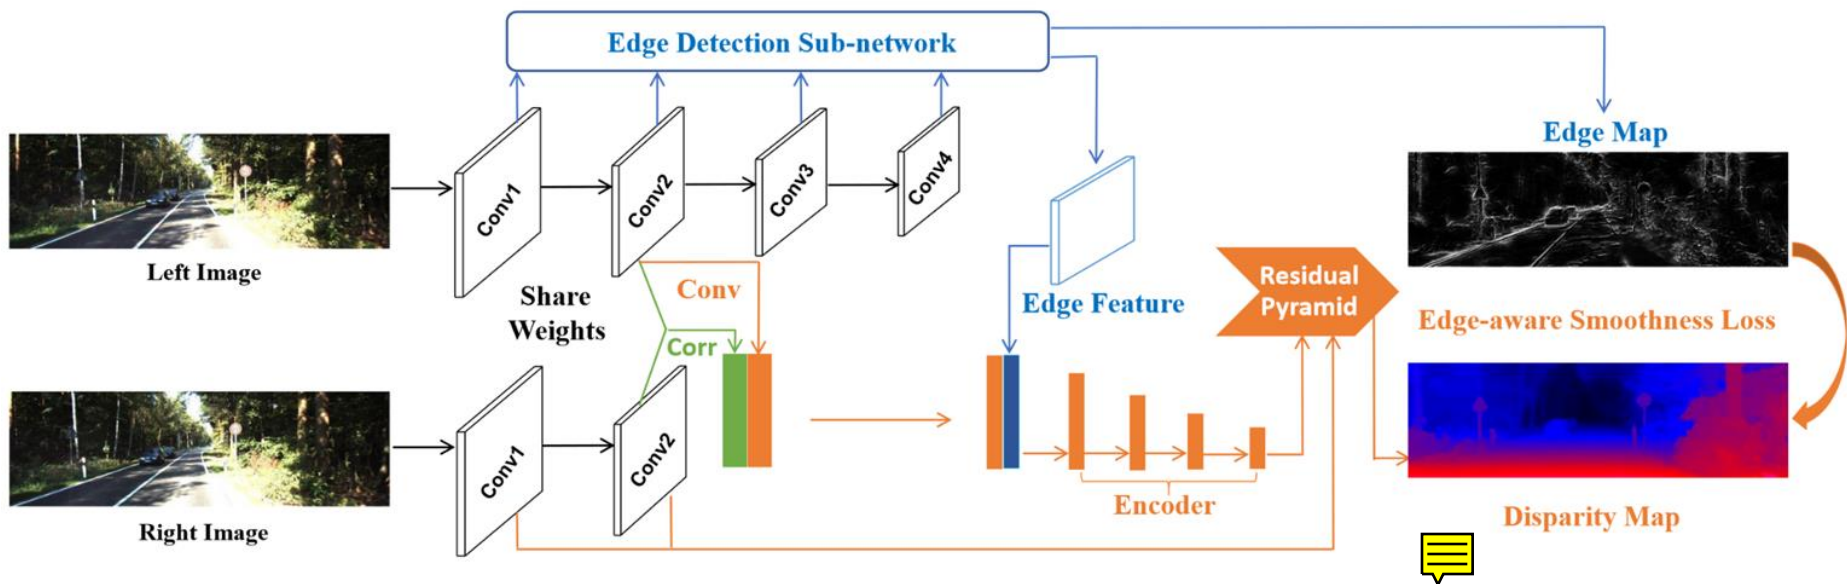 Edge Detection Sub-network
Conv1
Conv2
Conv3
Conv4
Left Image
Edge Map
Share
Weights
Conv
Corr
Edge Feature
Residual
Pyramid
Edge-aware Smoothness Loss
Conv1
Conv2
Right Image
Encoder
Disparity Map